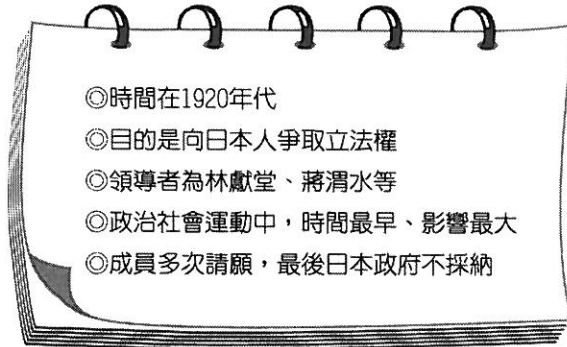 ◎時間在1920年代
◎目的是向日本人爭取立法權
◎領導者為林獻堂、蔣渭水等
◎政治社會運動中，時間最早、影響最大
◎成員多次請願，最後日本政府不採納